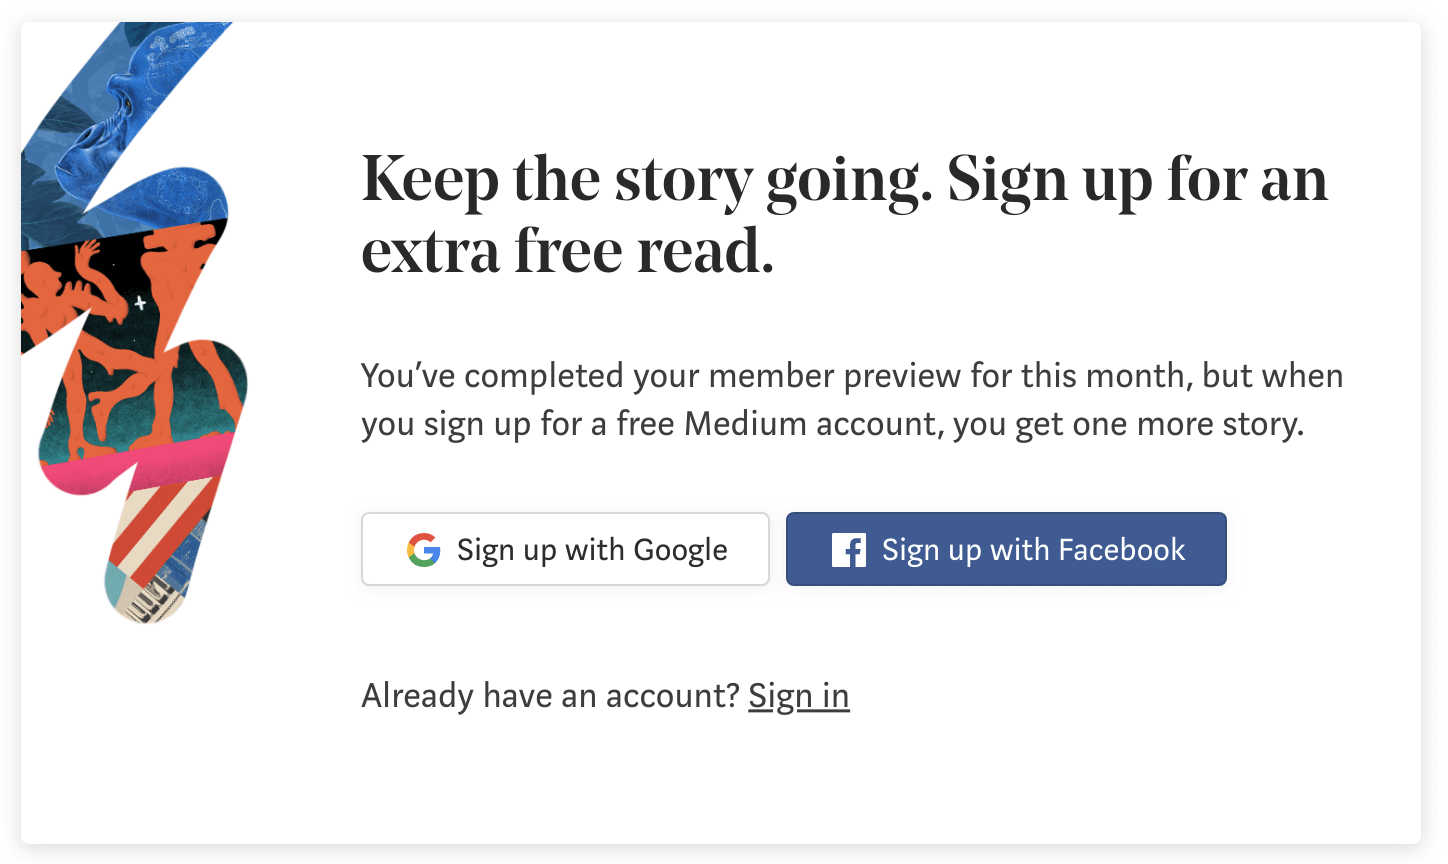 Keep the story going. Sign up for an
extra free read.
You’ve completed your member preview for this month, but when
you sign up for a free Medium account, you get one more story.
Sign up with Google
Sign up with Facebook
Already have an account? Sign in